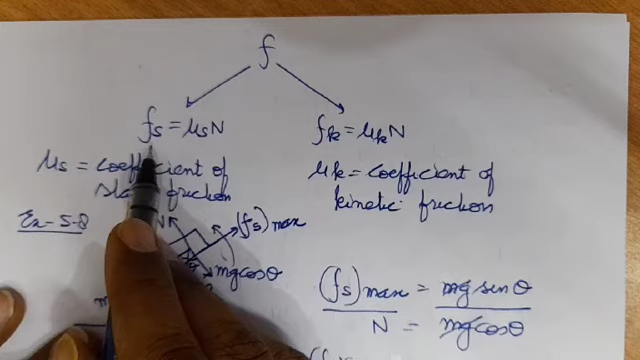 f
fs = μsN
fk = μkN
μs = coefficient of
friction
μk = coefficient of
kinetic friction
Ex-5.8
N
(fs)max
mgcosθ
(fs)max = mg sinθ
N = mgcosθ